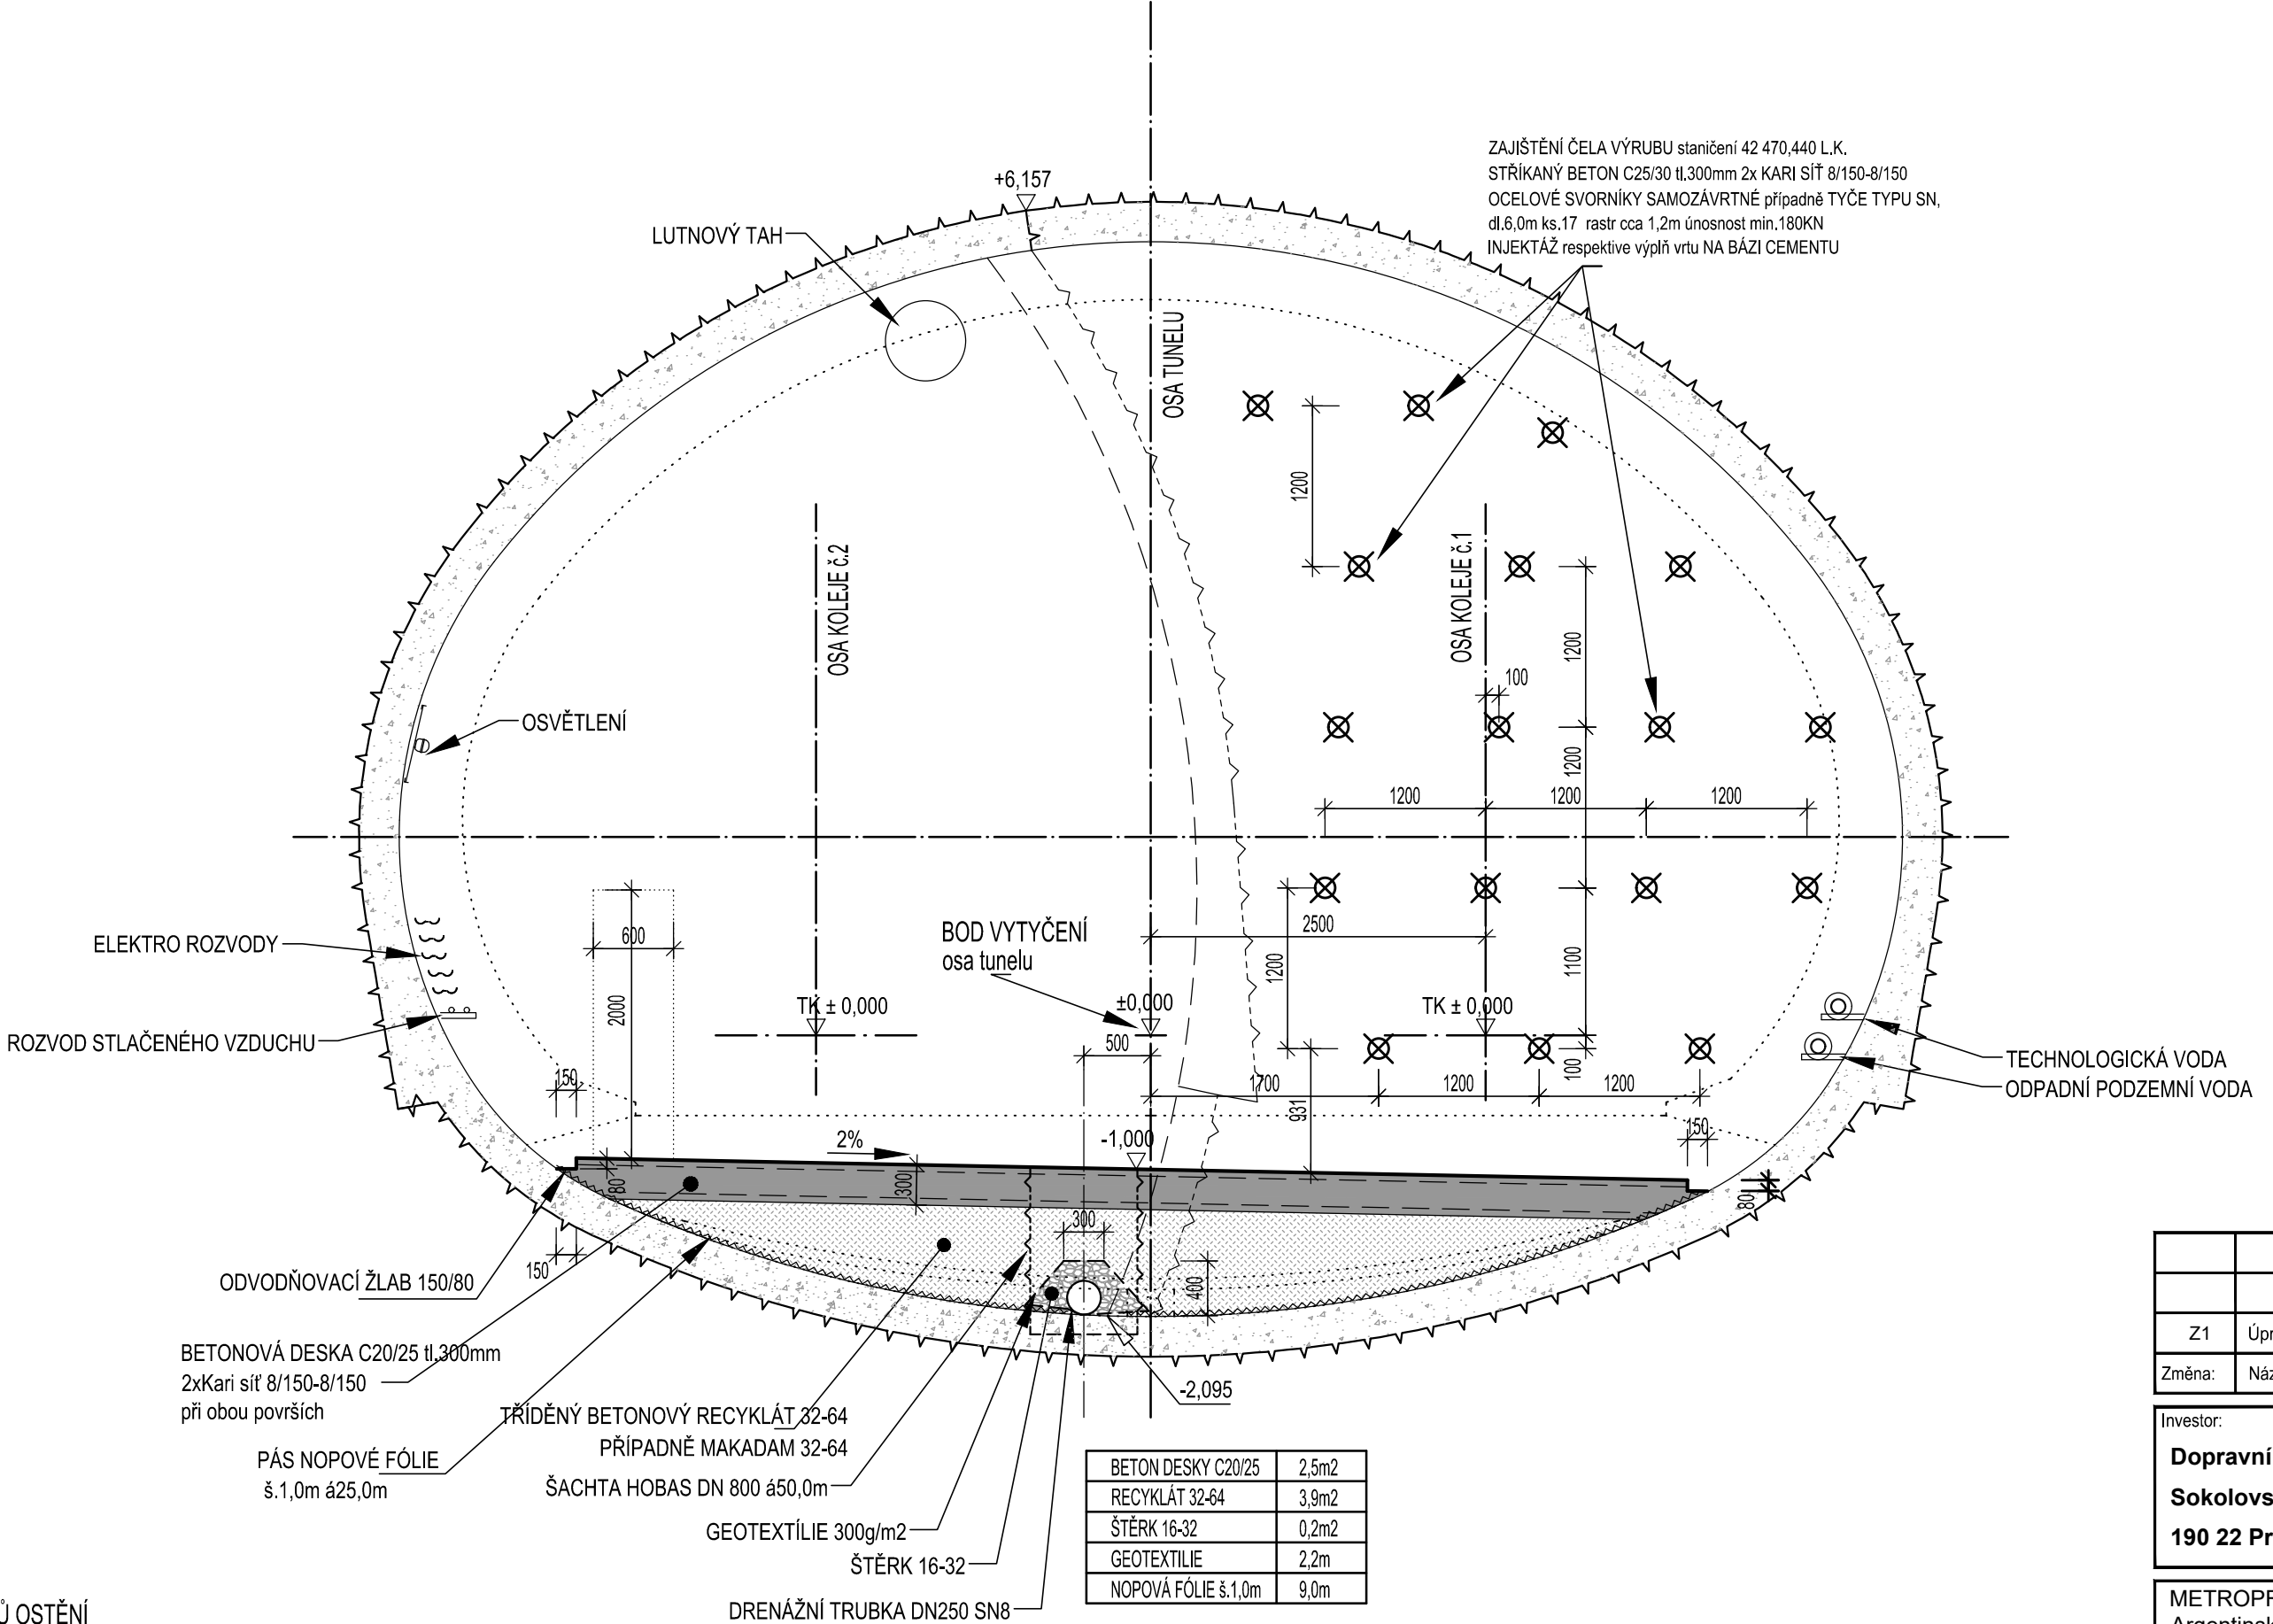 ZAJIŠTĚNÍ ČELA VÝRUBU staničení 42 470,440 L.K.
STŘÍKANÝ BETON C25/30 tl.300mm 2x KARI SÍŤ 8/150-8/150
OCELOVÉ SVORNÍKY SAMOZÁVRTNÉ případně TYČE TYPU SN,
dl.6,0m ks.17 rastr cca 1,2m únosnost min.180KN
INJEKTÁŽ respektive výplň vrtu NA BÁZI CEMENTU
+6,157
LUTNOVÝ TAH
OSA TUNELU
1200
OSA KOLEJE č.2
OSA KOLEJE č.1
1200
100
OSVĚTLENÍ
1200
1200
1200
1200
ELEKTRO ROZVODY
600
BOD VYTYČENÍ
osa tunelu
2500
1200
1100
2000
TK ± 0,000
±0,000
TK ± 0,000
ROZVOD STLAČENÉHO VZDUCHU
500
TECHNOLOGICKÁ VODA
ODPADNÍ PODZEMNÍ VODA
150
1700
1200
1200
100
931
150
2%
-1,000
80
300
80
300
400
150
ODVODŇOVACÍ ŽLAB 150/80
BETONOVÁ DESKA C20/25 tl.300mm
2xKari síť 8/150-8/150
při obou površích
-2,095
TŘÍDĚNÝ BETONOVÝ RECYKLÁT 32-64
PŘÍPADNĚ MAKADAM 32-64
PÁS NOPOVÉ FÓLIE
š.1,0m á25,0m
ŠACHTA HOBAS DN 800 á50,0m
GEOTEXTÍLIE 300g/m2
ŠTĚRK 16-32
DRENÁŽNÍ TRUBKA DN250 SN8
BETON DESKY C20/25 2,5m2
RECYKLÁT 32-64 3,9m2
ŠTĚRK 16-32 0,2m2
GEOTEXTILIE 2,2m
NOPOVÁ FÓLIE š.1,0m 9,0m
Z1 Úpr
Změna: Náz
Investor:
Dopravní
Sokolovs
190 22 Pr
METROPR
Ů OSTĚNÍ